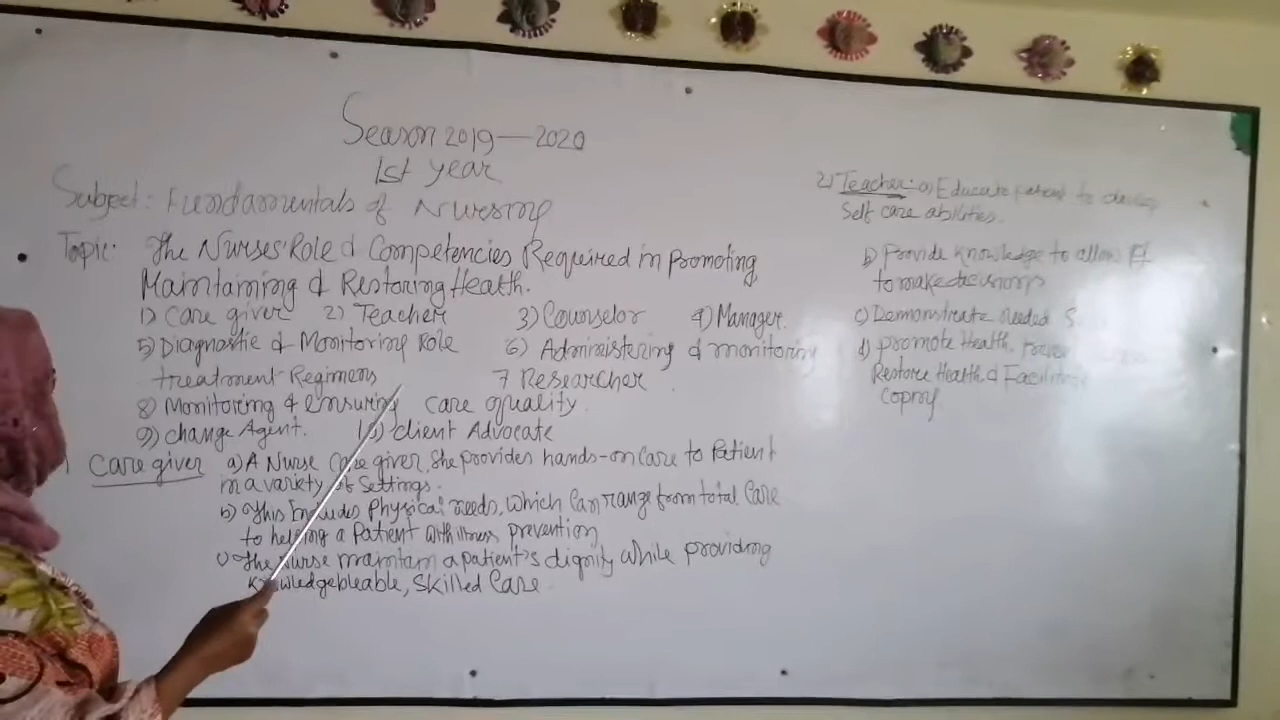 Season 2019—2020
1st year
Subject: Fundamentals of Nursing
Topic: The Nurses' Role & Competencies Required in Promoting
Maintaining & Restoring Health.
1) Care giver 2) Teacher 3) Counselor 4) Manager.
5) Diagnostic & Monitoring Role 6) Administering & monitoring
treatment Regimens 7 Researcher
8) Monitoring & ensuring care quality.
9) change Agent. 10) client Advocate
Care giver a) A Nurse Care giver, She provides hands-on care to Patient
in a variety of Settings.
b) This Includes Physical needs, which Can range from total Care
to helping a Patient with illness prevention
c) The Nurse maintain a patient's dignity while providing
Knowledgebleable, Skilled Care.
2) Teacher: a) Educate patient to
Self care abilities.
b) Provide Knowledge to allow Pt
to make decisions
c) Demonstrate needed S
d) promote Health,
Restore Health &